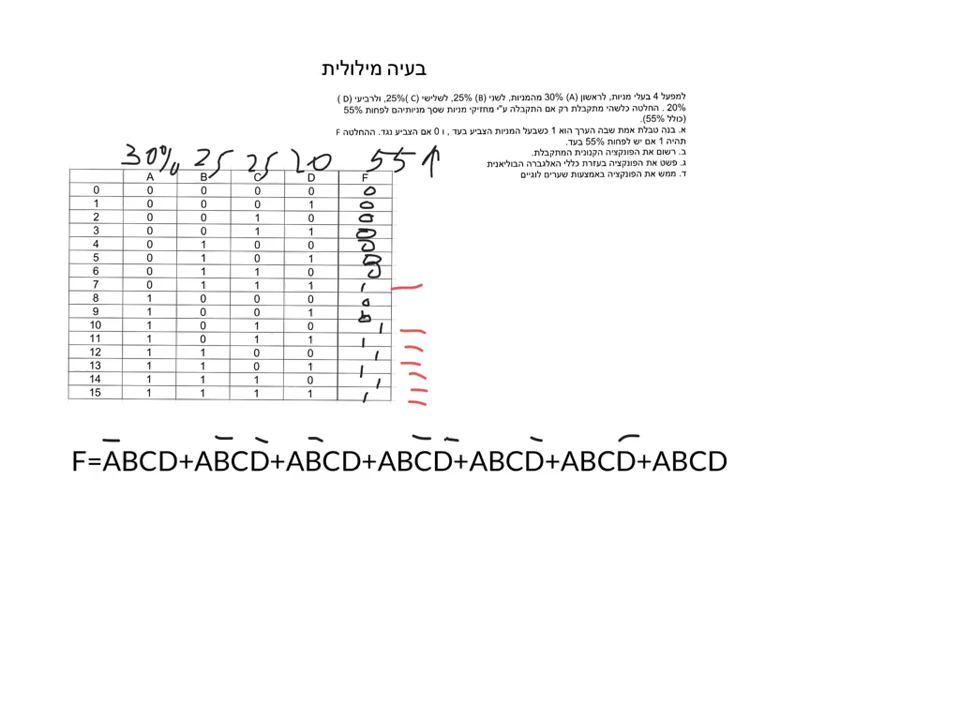 בעיה מילולית
למפעל 4 בעלי מניות, לראשון (A) 30% מהמניות, לשני (B) 25%, לשלישי (C )25%, ולרביעי (D )
20% . החלטה כלשהי מתקבלת רק אם התקבלה ע"י מחזיקי מניות שסך מניותיהם לפחות 55%
(כולל 55%).
א. בנה טבלת אמת שבה הערך הוא 1 כשבעל המניות הצביע בעד , ו 0 אם הצביע נגד. ההחלטה F
תהיה 1 אם יש לפחות 55% בעד.
ב. רשום את הפונקציה הקנונית המתקבלת.
ג. פשט את הפונקציה בעזרת כללי האלגברה הבוליאנית
ד. ממש את הפונקציה באמצעות שערים לוגיים
30% 25 25 20 55 ↑
A B C D F
0 0 0 0 0 0
1 0 0 0 1 0
2 0 0 1 0 0
3 0 0 1 1 0
4 0 1 0 0 0
5 0 1 0 1 0
6 0 1 1 0 0
7 0 1 1 1 1
8 1 0 0 0 0
9 1 0 0 1 0
10 1 0 1 0 1
11 1 0 1 1 1
12 1 1 0 0 1
13 1 1 0 1 1
14 1 1 1 0 1
15 1 1 1 1 1
F=A̅BCD+AB̅CD̅+AB̅CD+ABC̅D̅+ABC̅D+ABCD̅+ABCD